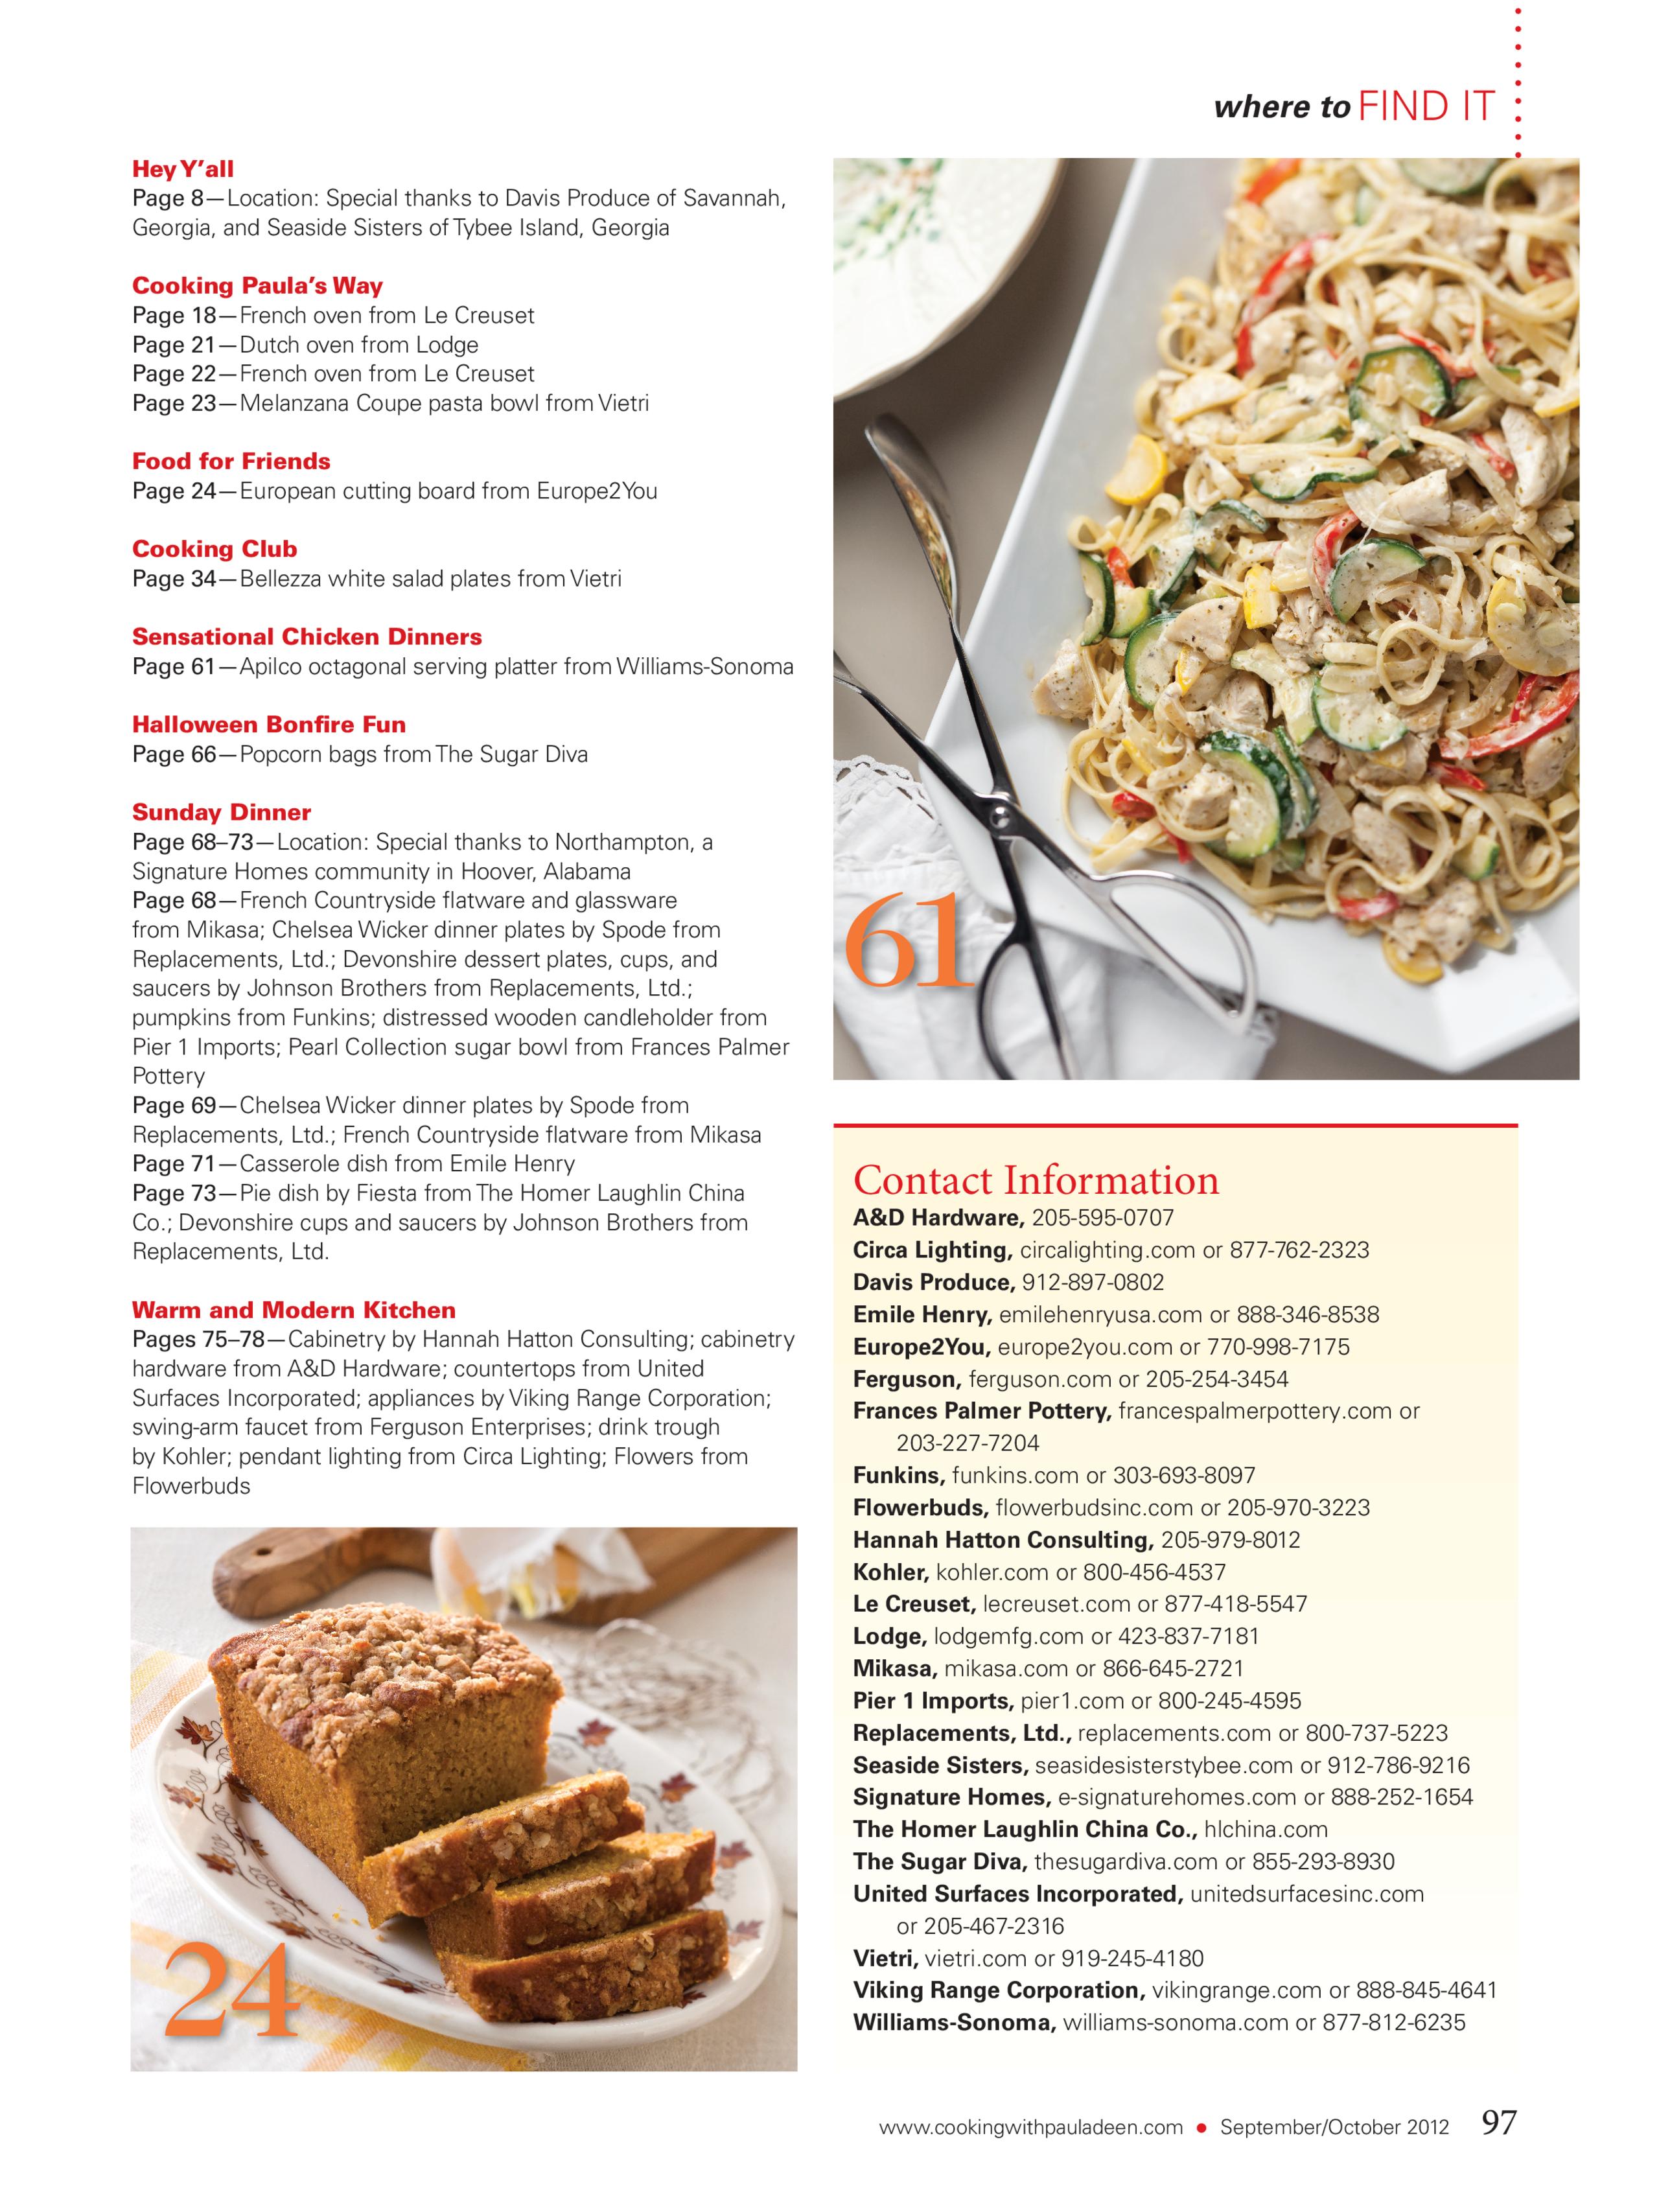 where to FIND IT
Hey Y'all
Page 8—Location: Special thanks to Davis Produce of Savannah,
Georgia, and Seaside Sisters of Tybee Island, Georgia
Cooking Paula's Way
Page 18—French oven from Le Creuset
Page 21—Dutch oven from Lodge
Page 22—French oven from Le Creuset
Page 23—Melanzana Coupe pasta bowl from Vietri
Food for Friends
Page 24—European cutting board from Europe2You
Cooking Club
Page 34—Bellezza white salad plates from Vietri
Sensational Chicken Dinners
Page 61—Apilco octagonal serving platter from Williams-Sonoma
Halloween Bonfire Fun
Page 66—Popcorn bags from The Sugar Diva
Sunday Dinner
Page 68–73—Location: Special thanks to Northampton, a
Signature Homes community in Hoover, Alabama
Page 68—French Countryside flatware and glassware
from Mikasa; Chelsea Wicker dinner plates by Spode from
Replacements, Ltd.; Devonshire dessert plates, cups, and
saucers by Johnson Brothers from Replacements, Ltd.;
pumpkins from Funkins; distressed wooden candleholder from
Pier 1 Imports; Pearl Collection sugar bowl from Frances Palmer
Pottery
Page 69—Chelsea Wicker dinner plates by Spode from
Replacements, Ltd.; French Countryside flatware from Mikasa
Page 71—Casserole dish from Emile Henry
Page 73—Pie dish by Fiesta from The Homer Laughlin China
Co.; Devonshire cups and saucers by Johnson Brothers from
Replacements, Ltd.
Warm and Modern Kitchen
Pages 75–78—Cabinetry by Hannah Hatton Consulting; cabinetry
hardware from A&D Hardware; countertops from United
Surfaces Incorporated; appliances by Viking Range Corporation;
swing-arm faucet from Ferguson Enterprises; drink trough
by Kohler; pendant lighting from Circa Lighting; Flowers from
Flowerbuds
24
61
Contact Information
A&D Hardware, 205-595-0707
Circa Lighting, circalighting.com or 877-762-2323
Davis Produce, 912-897-0802
Emile Henry, emilehenryusa.com or 888-346-8538
Europe2You, europe2you.com or 770-998-7175
Ferguson, ferguson.com or 205-254-3454
Frances Palmer Pottery, francespalmerpottery.com or
203-227-7204
Funkins, funkins.com or 303-693-8097
Flowerbuds, flowerbudsinc.com or 205-970-3223
Hannah Hatton Consulting, 205-979-8012
Kohler, kohler.com or 800-456-4537
Le Creuset, lecreuset.com or 877-418-5547
Lodge, lodgemfg.com or 423-837-7181
Mikasa, mikasa.com or 866-645-2721
Pier 1 Imports, pier1.com or 800-245-4595
Replacements, Ltd., replacements.com or 800-737-5223
Seaside Sisters, seasidesisterstybee.com or 912-786-9216
Signature Homes, e-signaturehomes.com or 888-252-1654
The Homer Laughlin China Co., hlchina.com
The Sugar Diva, thesugardiva.com or 855-293-8930
United Surfaces Incorporated, unitedsurfacesinc.com
or 205-467-2316
Vietri, vietri.com or 919-245-4180
Viking Range Corporation, vikingrange.com or 888-845-4641
Williams-Sonoma, williams-sonoma.com or 877-812-6235
www.cookingwithpauladeen.com • September/October 2012 97